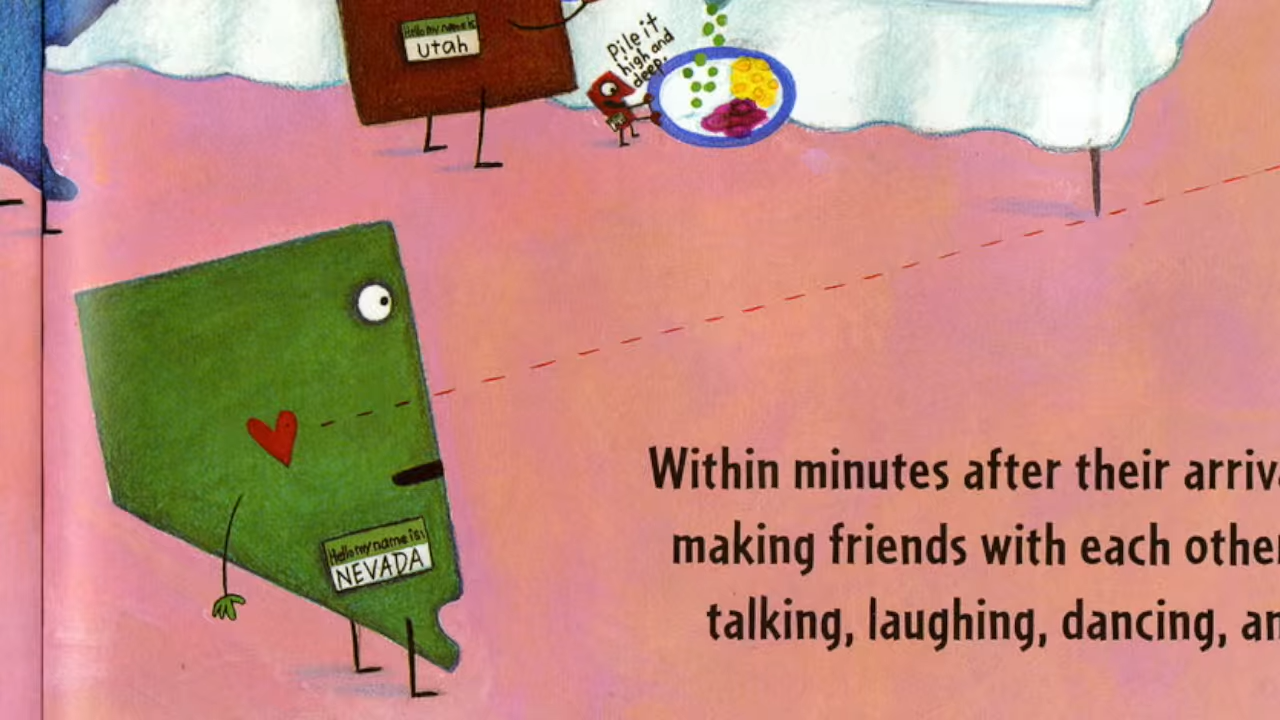 Hello my name is
Utah
Pile it
high and
deep.
Hello my name is:
NEVADA
Within minutes after their arriva
making friends with each other
talking, laughing, dancing, an